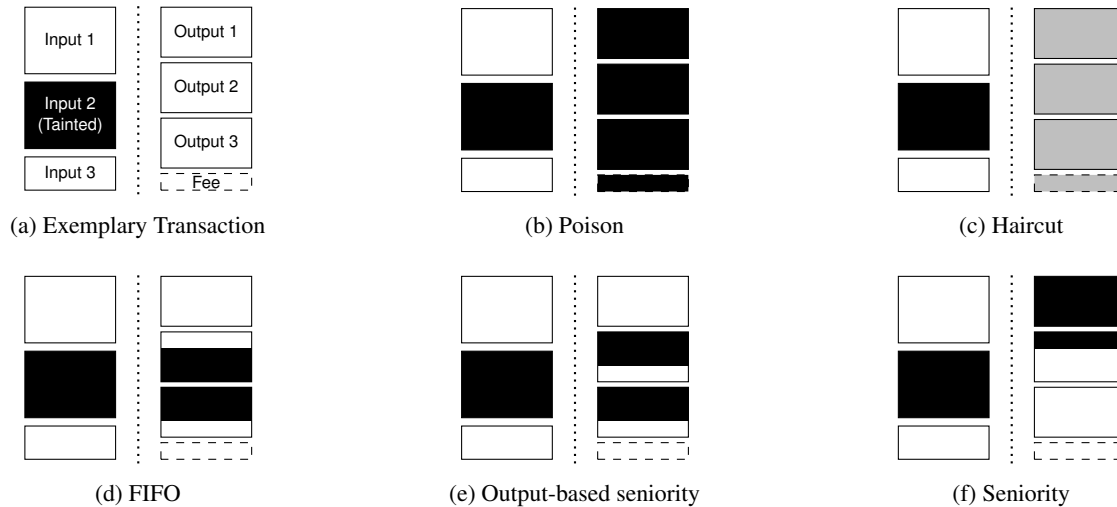 Input 1
Input 2
(Tainted)
Input 3
Output 1
Output 2
Output 3
Fee
(a) Exemplary Transaction
(b) Poison
(c) Haircut
(d) FIFO
(e) Output-based seniority
(f) Seniority